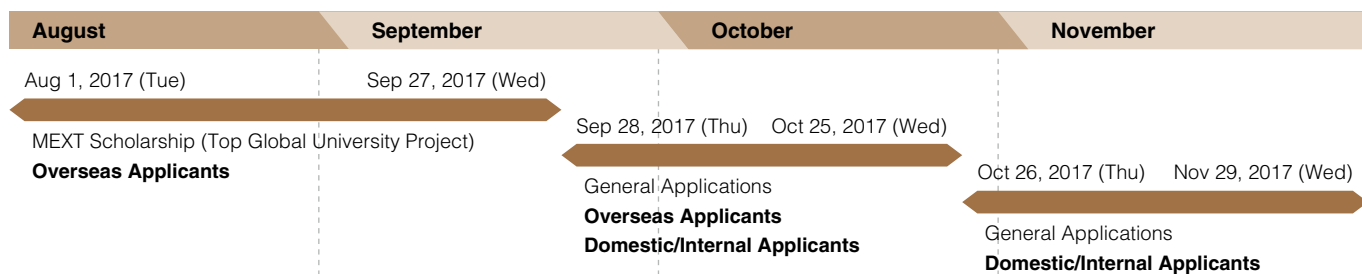 August September October November
Aug 1, 2017 (Tue) Sep 27, 2017 (Wed)
MEXT Scholarship (Top Global University Project)
Overseas Applicants
Sep 28, 2017 (Thu) Oct 25, 2017 (Wed)
General Applications
Overseas Applicants
Domestic/Internal Applicants
Oct 26, 2017 (Thu) Nov 29, 2017 (Wed)
General Applications
Domestic/Internal Applicants